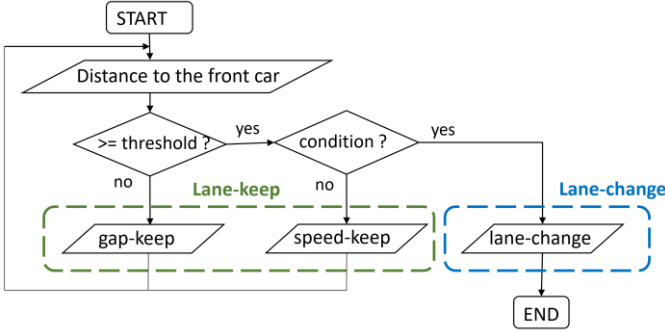 START
Distance to the front car
>= threshold ?
yes
condition ?
yes
no
Lane-keep
no
Lane-change
gap-keep
speed-keep
lane-change
END